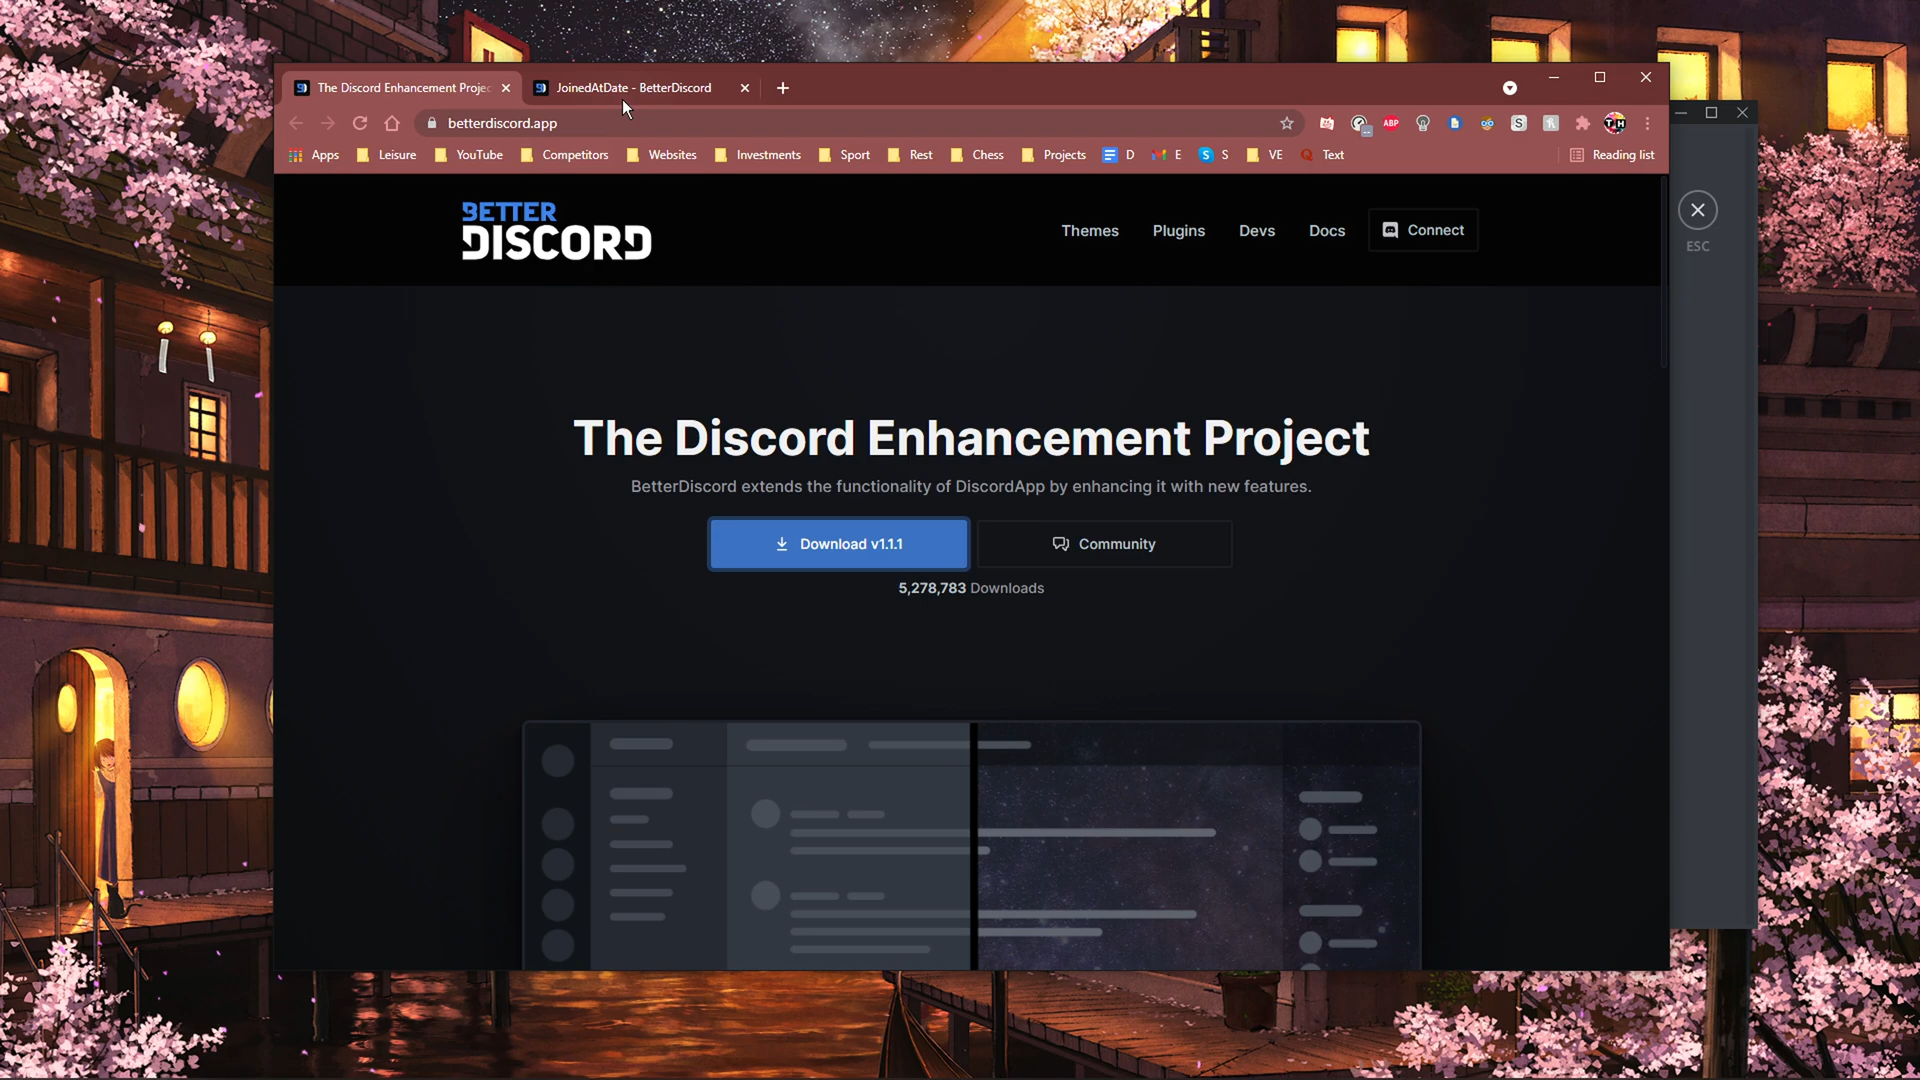 The Discord Enhancement Projec
JoinedAtDate - BetterDiscord
betterdiscord.app
ABP
S
TH
Apps
Leisure
YouTube
Competitors
Websites
Investments
Sport
Rest
Chess
Projects
D
E
S
S
VE
Text
Reading list
BETTER
DISCORD
Themes
Plugins
Devs
Docs
Connect
ESC
The Discord Enhancement Project
BetterDiscord extends the functionality of DiscordApp by enhancing it with new features.
Download v1.1.1
Community
5,278,783 Downloads